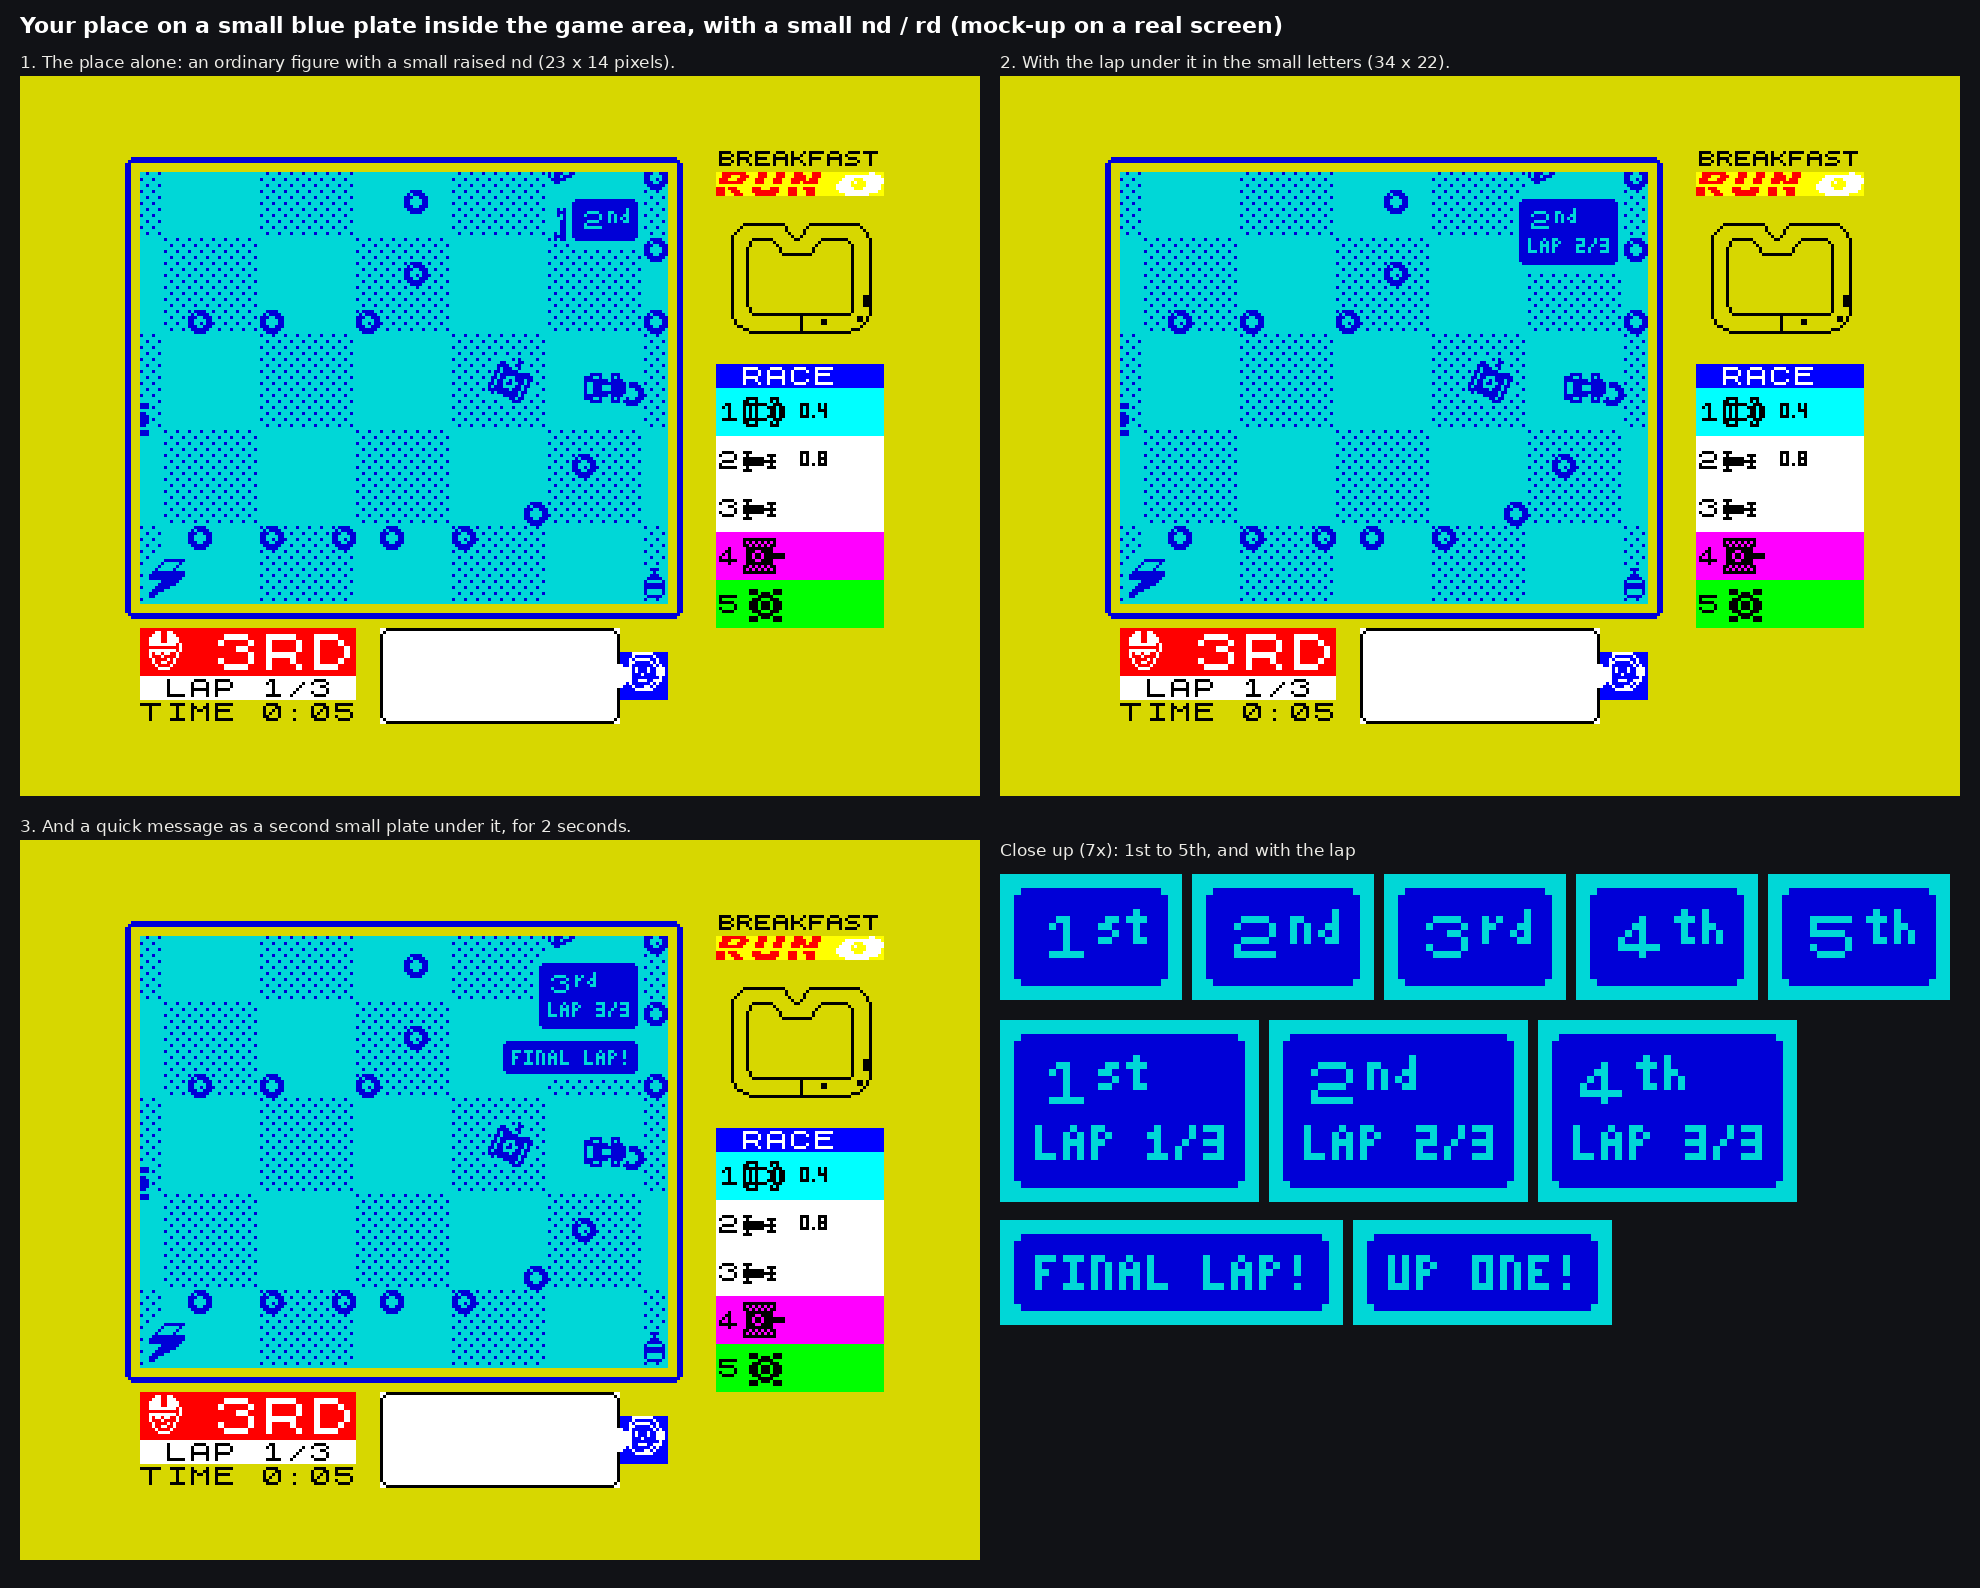 Your place on a small blue plate inside the game area, with a small nd / rd (mock-up on a real screen)
1. The place alone: an ordinary figure with a small raised nd (23 x 14 pixels).
BREAKFAST
RUN
2nd
RACE
1 0.4
2 0.8
3
4
5
3RD
LAP 1/3
TIME 0:05
2. With the lap under it in the small letters (34 x 22).
BREAKFAST
RUN
2nd
LAP 2/3
RACE
1 0.4
2 0.8
3
4
5
3RD
LAP 1/3
TIME 0:05
3. And a quick message as a second small plate under it, for 2 seconds.
BREAKFAST
RUN
3rd
LAP 3/3
FINAL LAP!
RACE
1 0.4
2 0.8
3
4
5
3RD
LAP 1/3
TIME 0:05
Close up (7x): 1st to 5th, and with the lap
1st 2nd 3rd 4th 5th
1st 2nd 4th
LAP 1/3 LAP 2/3 LAP 3/3
FINAL LAP! UP ONE!